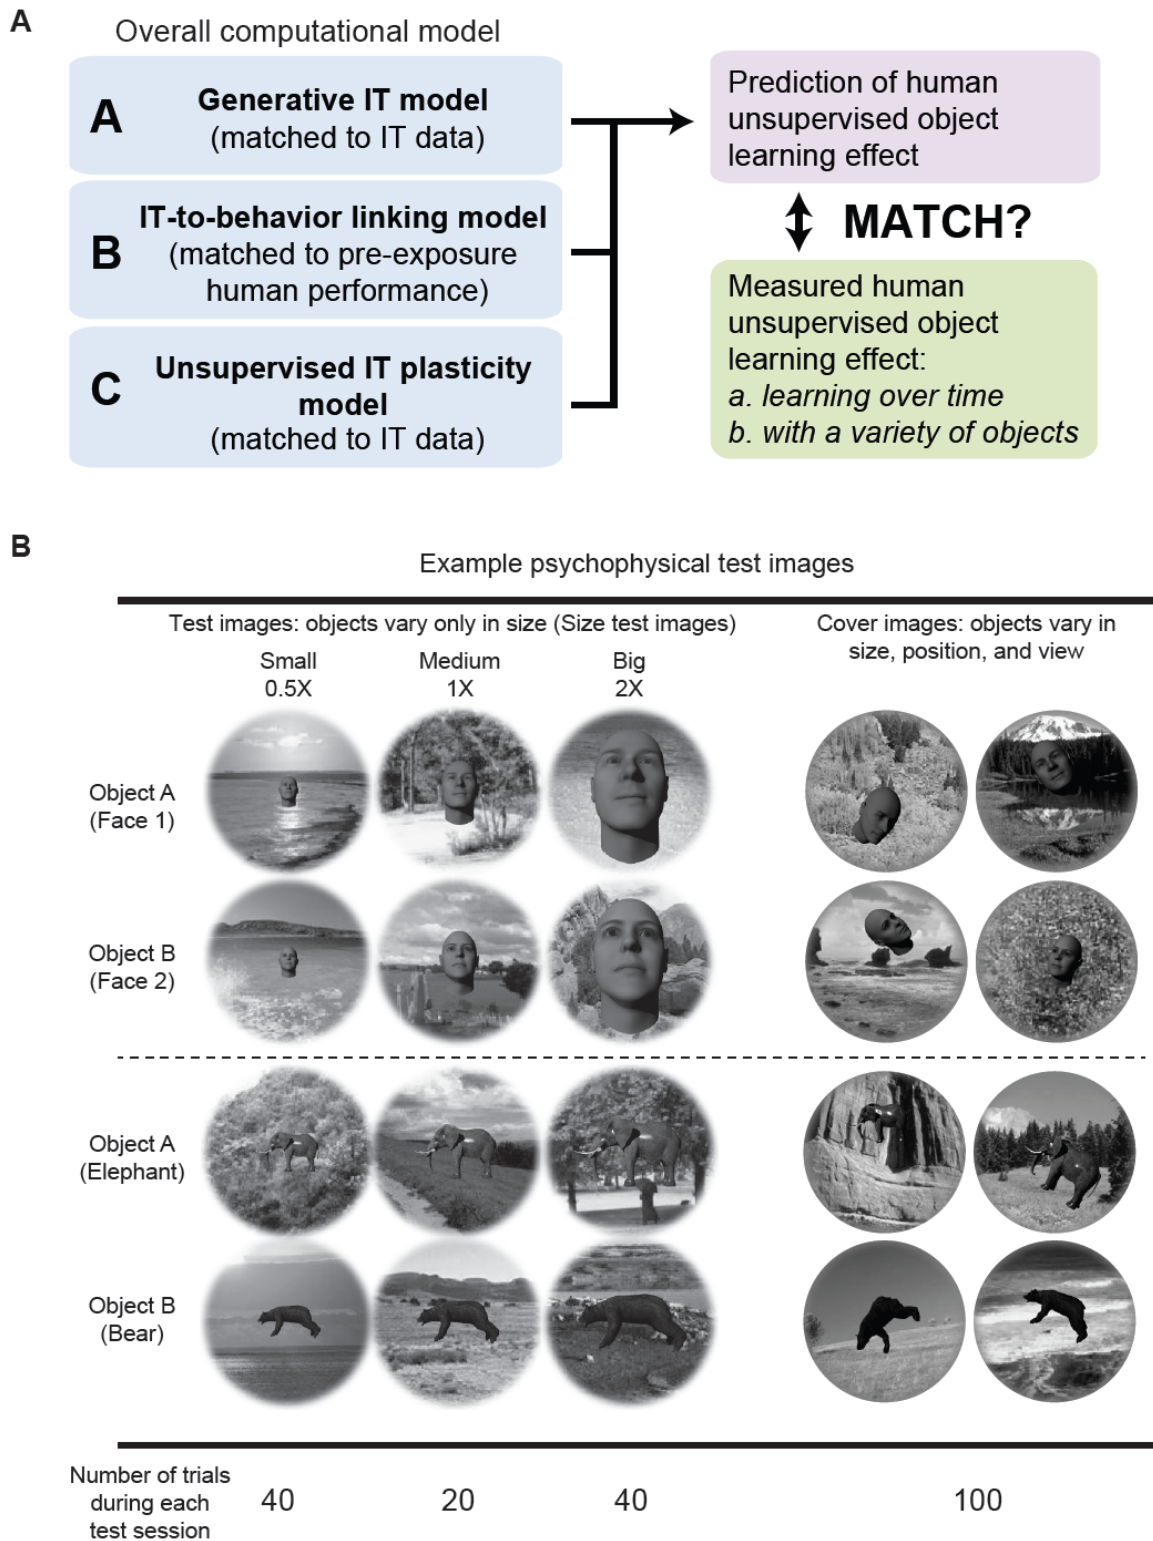 A
Overall computational model
A
Generative IT model
(matched to IT data)
B
IT-to-behavior linking model
(matched to pre-exposure
human performance)
C
Unsupervised IT plasticity
model
(matched to IT data)
Prediction of human
unsupervised object
learning effect
MATCH?
Measured human
unsupervised object
learning effect:
a. learning over time
b. with a variety of objects
B
Example psychophysical test images
Test images: objects vary only in size (Size test images)
Cover images: objects vary in
size, position, and view
Small
0.5X
Medium
1X
Big
2X
Object A
(Face 1)
Object B
(Face 2)
Object A
(Elephant)
Object B
(Bear)
Number of trials
during each
test session
40
20
40
100